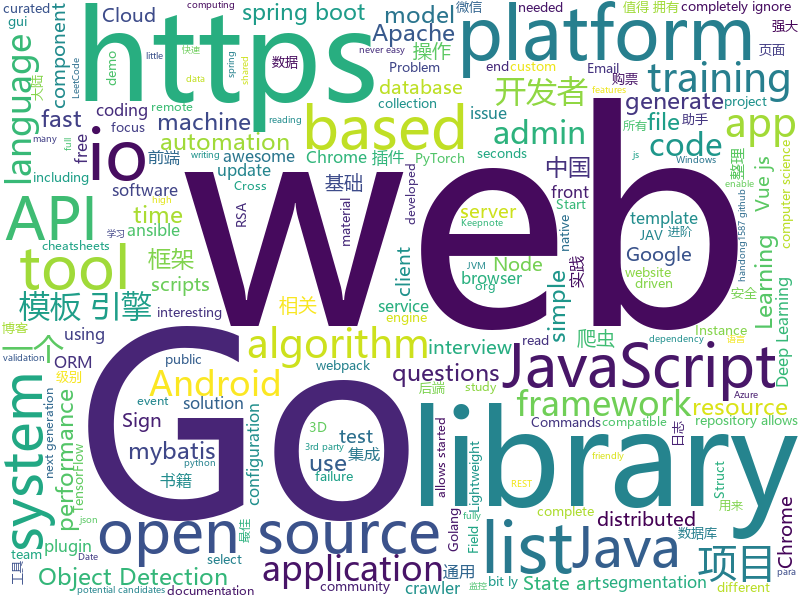 curated
Cloud
spring boot
model
微信
needed
值得 拥有
completely ignore
gui
little
demo
Apache
操作
platform
强大
https
never easy
computing
快速
数据
Problem
end
custom
页面
大陆
LeetCode
component
data
spring
shared
database
Email
购票
training
language
fast
coding
remote
collection
issue
开发者
generate
project
machine
focus
reading
based
file
助手
所有
free
automation
Chrome 插件
PyTorch
admin
app
io
前端
awesome
seconds
code
整理
many
full
writing
update
Cross
基础
features
js
Windows
including
software
中国
Vue js
computer science
API
RSA
material
developed
web
server
Start
front
template
enable
学习
high
time
ansible
Keepnote
native
进阶
JAV
handong1587 github
cheatsheets
框架
client
JVM
Node
实践
Google
tool
scripts
service
browser
org
simple
website
driven
安全
模板 引擎
相关
engine
爬虫
Learning
Deep Learning
博客
interesting
Go
algorithm
interview
Instance
一个
using
webpack
read
JavaScript
ORM
public
questions
dependency
信息
validation
级别
Android
study
framework
resource
event
solution
后端
Commands
compatible
repository allows
system
performance
TensorFlow
Sign
test
library
日志
Struct
Azure
next generation
mybatis
3D
集成
allows started
Golang
Lightweight
REST
用来
friendly
configuration
use
3rd party
failure
complete
书籍
python
open source
list
Java
distributed
数据库
项目
工具
team
json
最佳
application
通用
Field
fully
plugin
select
bit ly
State art
segmentation
different
监控
Object Detection
Date
potential candidates
documentation
community
crawler
para